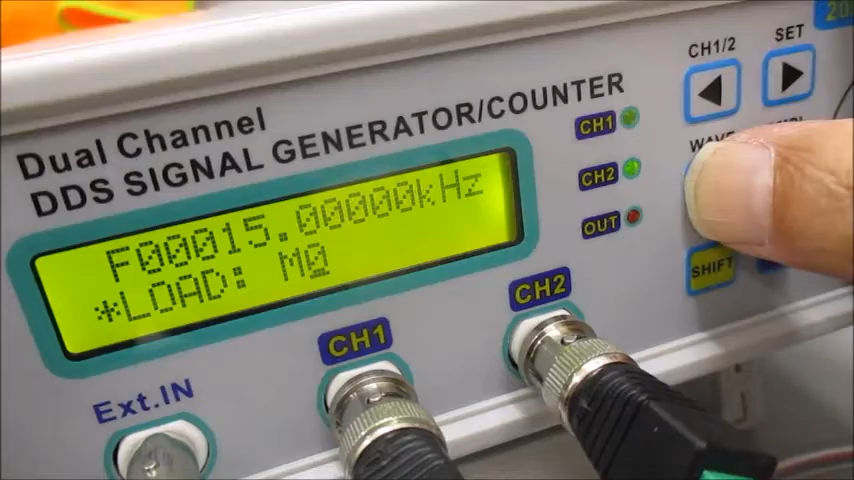 Dual Channel
DDS SIGNAL GENERATOR/COUNTER
F00015.00000kHz
*LOAD: M0
CH1
CH2
OUT
CH1/2
SET
SHIFT
CH1
CH2
Ext.IN